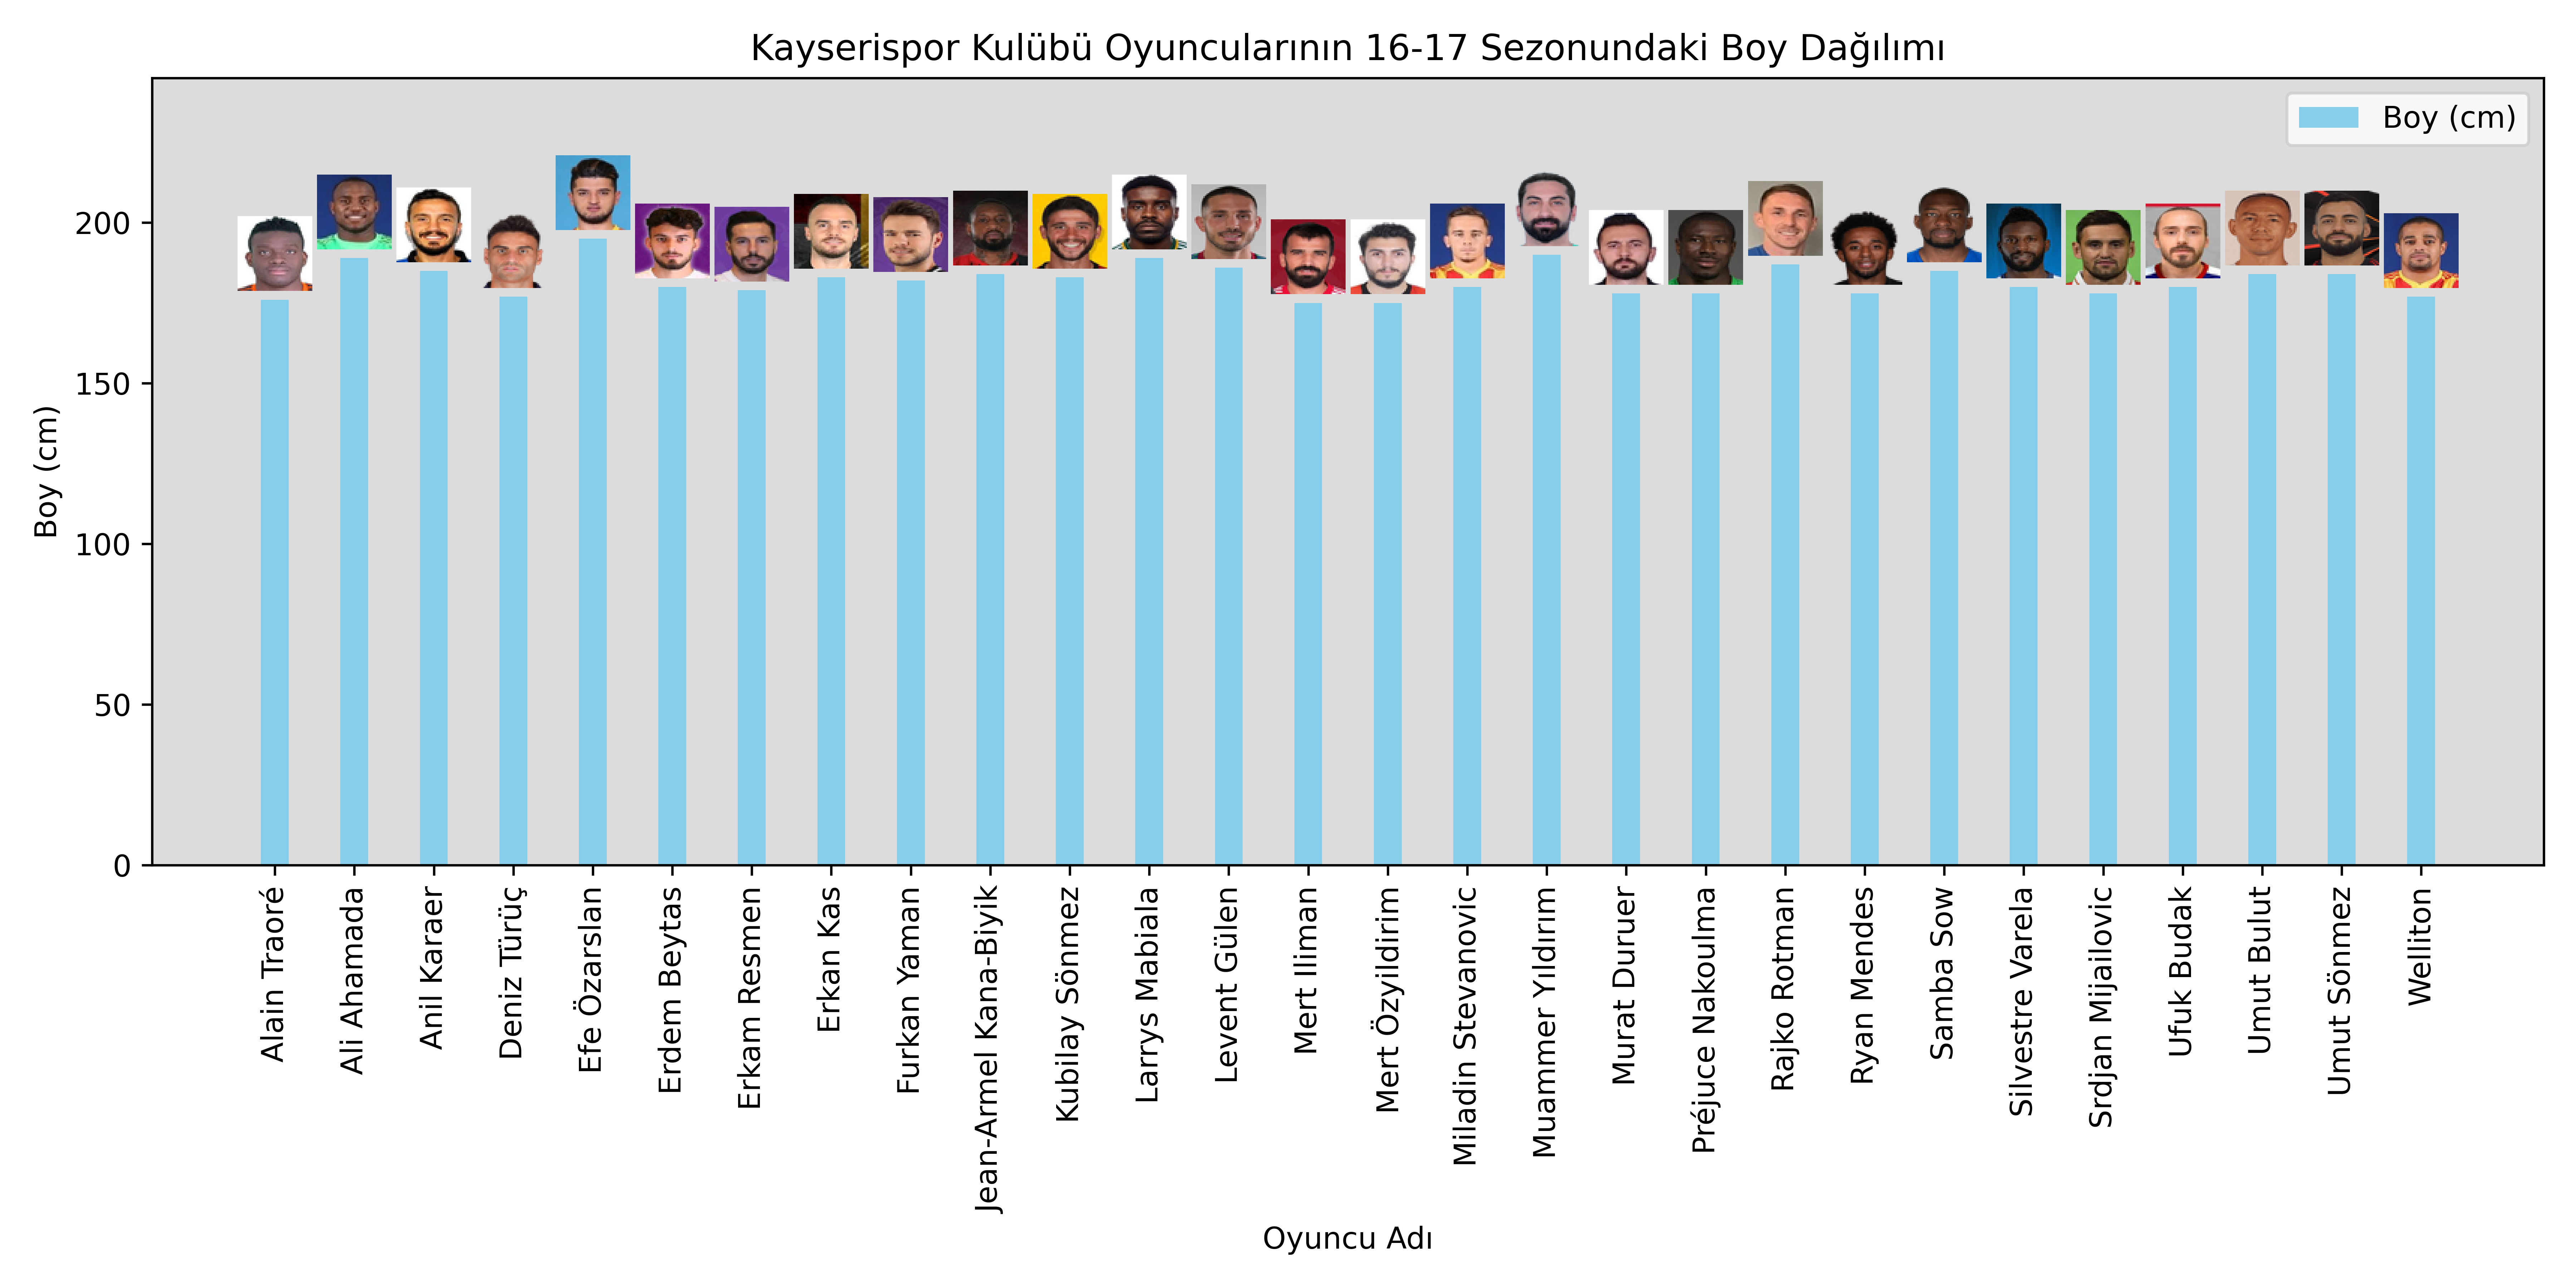 Kayserispor Kulübü Oyuncularının 16-17 Sezonundaki Boy Dağılımı
Boy (cm)
Boy (cm)
200
150
100
50
0
Alain Traoré
Ali Ahamada
Anil Karaer
Deniz Türüç
Efe Özarslan
Erdem Beytas
Erkam Resmen
Erkan Kas
Furkan Yaman
Jean-Armel Kana-Biyik
Kubilay Sönmez
Larrys Mabiala
Levent Gülen
Mert Iliman
Mert Özyildirim
Miladin Stevanovic
Muammer Yıldırım
Murat Duruer
Préjuce Nakoulma
Rajko Rotman
Ryan Mendes
Samba Sow
Silvestre Varela
Srdjan Mijailovic
Ufuk Budak
Umut Bulut
Umut Sönmez
Welliton
Oyuncu Adı